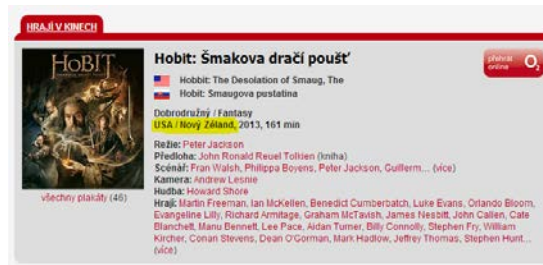 HRAJÍ V KINECH
HOBIT
všechny plakáty (46)
Hobit: Šmakova dračí poušť
přehrát online O2
Hobbit: The Desolation of Smaug, The
Hobit: Smaugova pustatina
Dobrodružný / Fantasy
USA / Nový Zéland, 2013, 161 min
Režie: Peter Jackson
Předloha: John Ronald Reuel Tolkien (kniha)
Scénář: Fran Walsh, Philippa Boyens, Peter Jackson, Guillerm... (více)
Kamera: Andrew Lesnie
Hudba: Howard Shore
Hrají: Martin Freeman, Ian McKellen, Benedict Cumberbatch, Luke Evans, Orlando Bloom,
Evangeline Lilly, Richard Armitage, Graham McTavish, James Nesbitt, John Callen, Cate
Blanchett, Manu Bennett, Lee Pace, Aidan Turner, Billy Connolly, Stephen Fry, William
Kircher, Conan Stevens, Dean O'Gorman, Mark Hadlow, Jeffrey Thomas, Stephen Hunt...
(více)